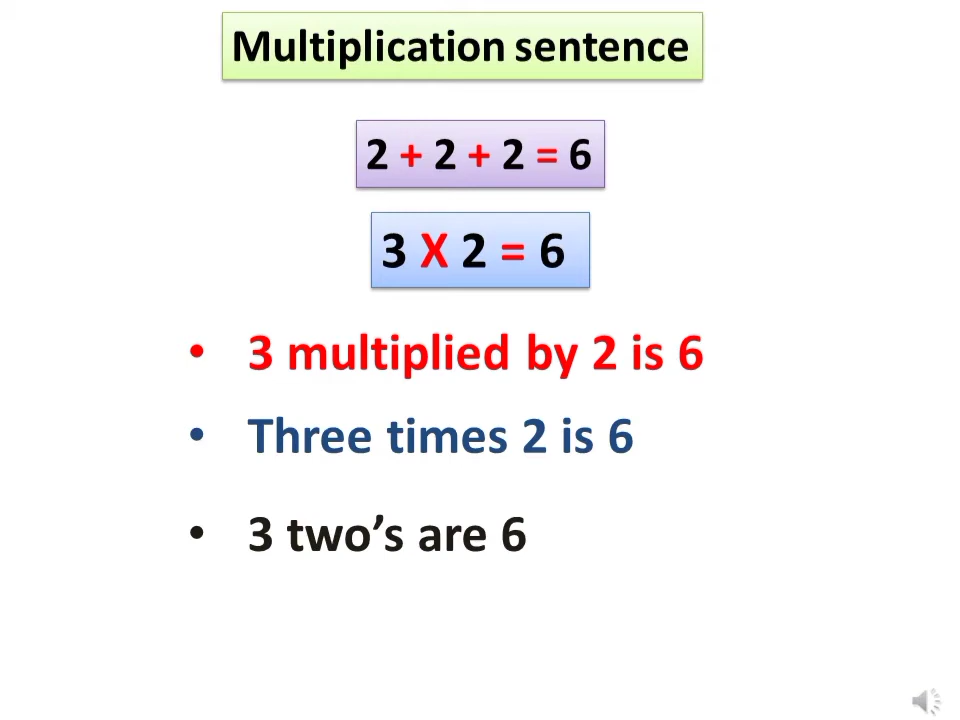 Multiplication sentence
2 + 2 + 2 = 6
3 X 2 = 6
• 3 multiplied by 2 is 6
• Three times 2 is 6
• 3 two’s are 6